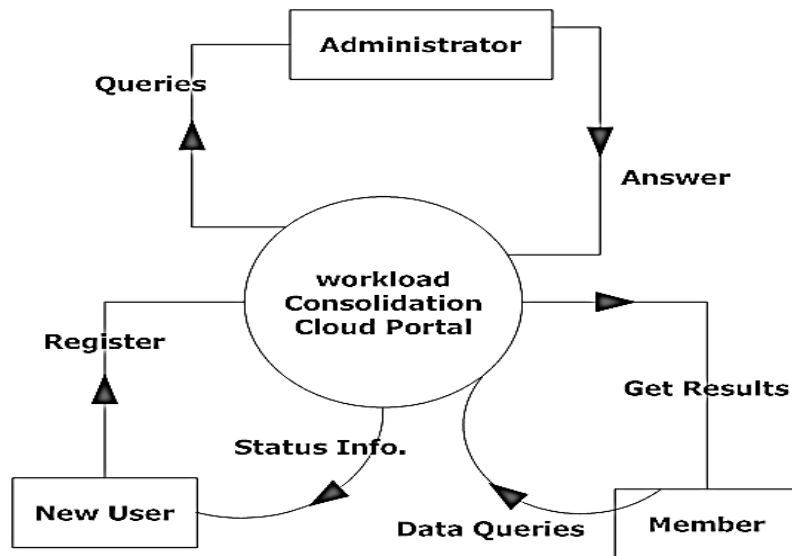 Administrator
Queries
Answer
workload
Consolidation
Cloud Portal
Register
Get Results
Status Info.
New User
Data Queries
Member